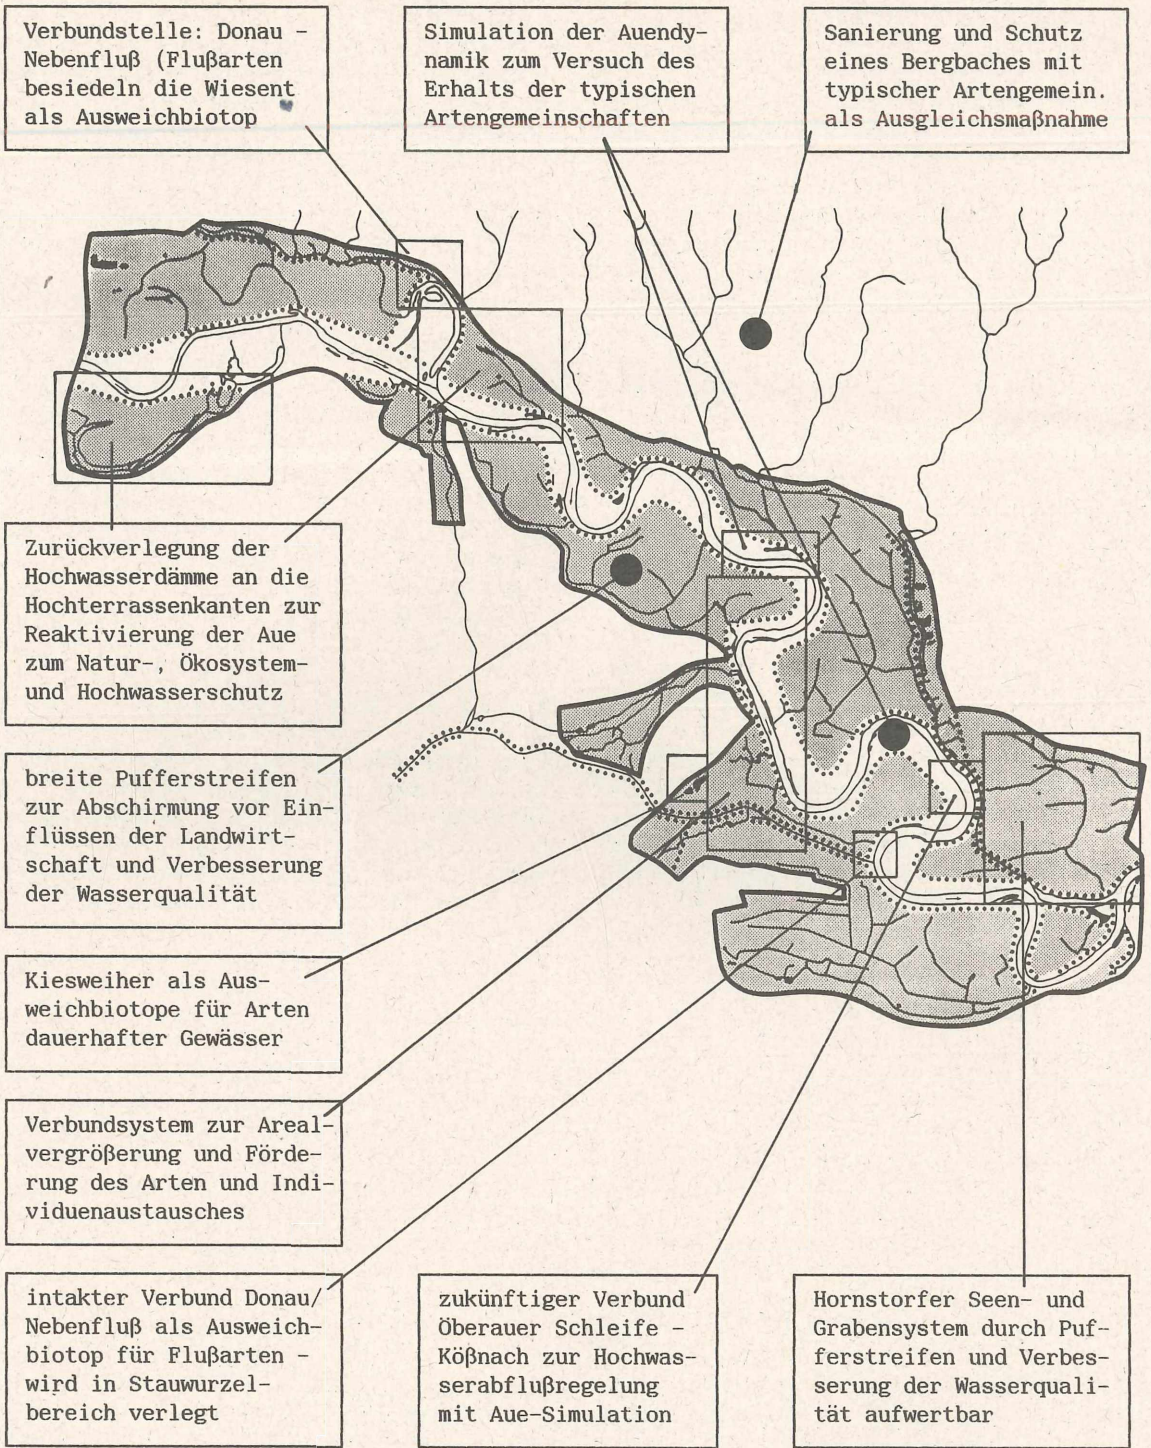 Verbundstelle: Donau -
Nebenfluß (Flußarten
besiedeln die Wiesent
als Ausweichbiotop
Simulation der Auendy-
namik zum Versuch des
Erhalts der typischen
Artengemeinschaften
Sanierung und Schutz
eines Bergbaches mit
typischer Artengemein.
als Ausgleichsmaßnahme
Zurückverlegung der
Hochwasserdämme an die
Hochterrassenkanten zur
Reaktivierung der Aue
zum Natur-, Ökosystem-
und Hochwasserschutz
breite Pufferstreifen
zur Abschirmung vor Ein-
flüssen der Landwirt-
schaft und Verbesserung
der Wasserqualität
Kiesweiher als Aus-
weichbiotope für Arten
dauerhafter Gewässer
Verbundsystem zur Areal-
vergrößerung und Förde-
rung des Arten und Indi-
viduenaustausches
intakter Verbund Donau/
Nebenfluß als Ausweich-
biotop für Flußarten -
wird in Stauwurzel-
bereich verlegt
zukünftiger Verbund
Öberauer Schleife -
Kößnach zur Hochwas-
serabflußregelung
mit Aue-Simulation
Hornstorfer Seen- und
Grabensystem durch Puf-
ferstreifen und Verbes-
serung der Wasserquali-
tät aufwertbar